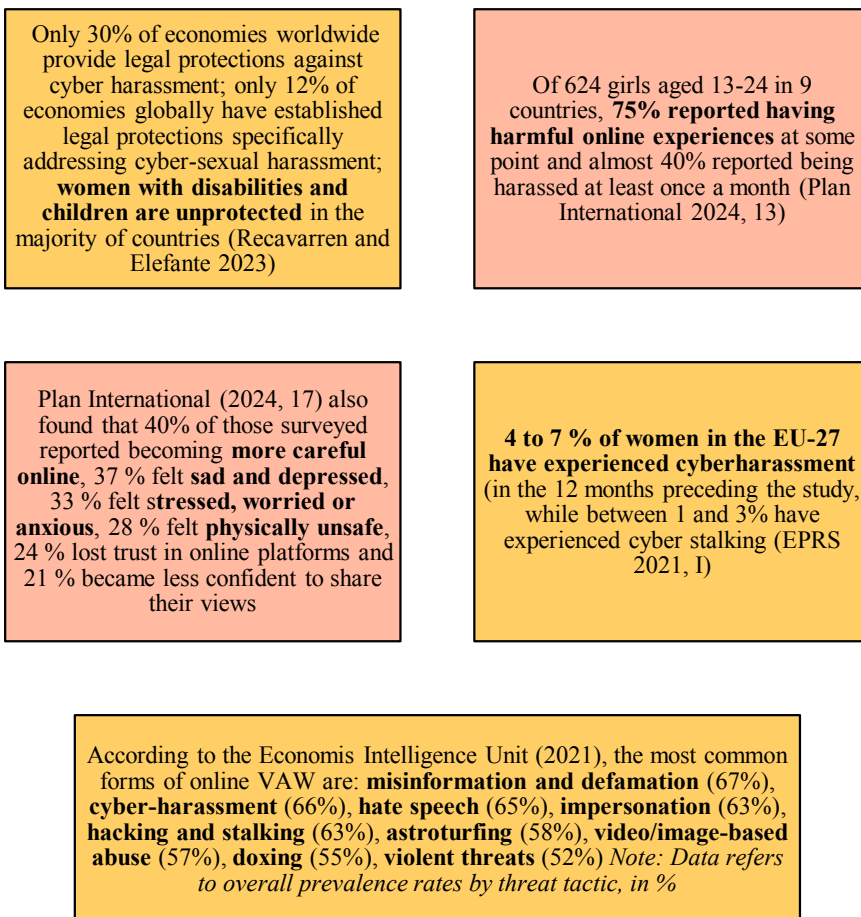 Only 30% of economies worldwide
provide legal protections against
cyber harassment; only 12% of
economies globally have established
legal protections specifically
addressing cyber-sexual harassment;
women with disabilities and
children are unprotected in the
majority of countries (Recavarren and
Elefante 2023)
Of 624 girls aged 13-24 in 9
countries, 75% reported having
harmful online experiences at some
point and almost 40% reported being
harassed at least once a month (Plan
International 2024, 13)
Plan International (2024, 17) also
found that 40% of those surveyed
reported becoming more careful
online, 37 % felt sad and depressed,
33 % felt stressed, worried or
anxious, 28 % felt physically unsafe,
24 % lost trust in online platforms and
21 % became less confident to share
their views
4 to 7 % of women in the EU-27
have experienced cyberharassment
(in the 12 months preceding the study,
while between 1 and 3% have
experienced cyber stalking (EPRS
2021, I)
According to the Economis Intelligence Unit (2021), the most common
forms of online VAW are: misinformation and defamation (67%),
cyber-harassment (66%), hate speech (65%), impersonation (63%),
hacking and stalking (63%), astroturfing (58%), video/image-based
abuse (57%), doxing (55%), violent threats (52%) Note: Data refers
to overall prevalence rates by threat tactic, in %